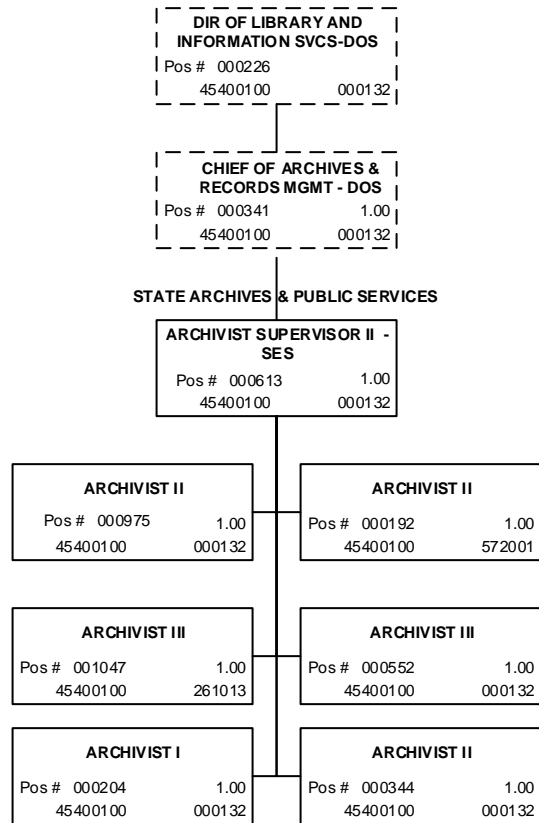 DIR OF LIBRARY AND
INFORMATION SVCS-DOS
Pos # 000226
45400100 000132
CHIEF OF ARCHIVES &
RECORDS MGMT - DOS
Pos # 000341 1.00
45400100 000132
STATE ARCHIVES & PUBLIC SERVICES
ARCHIVIST SUPERVISOR II -
SES
Pos # 000613 1.00
45400100 000132
ARCHIVIST II
Pos # 000975 1.00
45400100 000132
ARCHIVIST II
Pos # 000192 1.00
45400100 572001
ARCHIVIST III
Pos # 001047 1.00
45400100 261013
ARCHIVIST III
Pos # 000552 1.00
45400100 000132
ARCHIVIST I
Pos # 000204 1.00
45400100 000132
ARCHIVIST II
Pos # 000344 1.00
45400100 000132